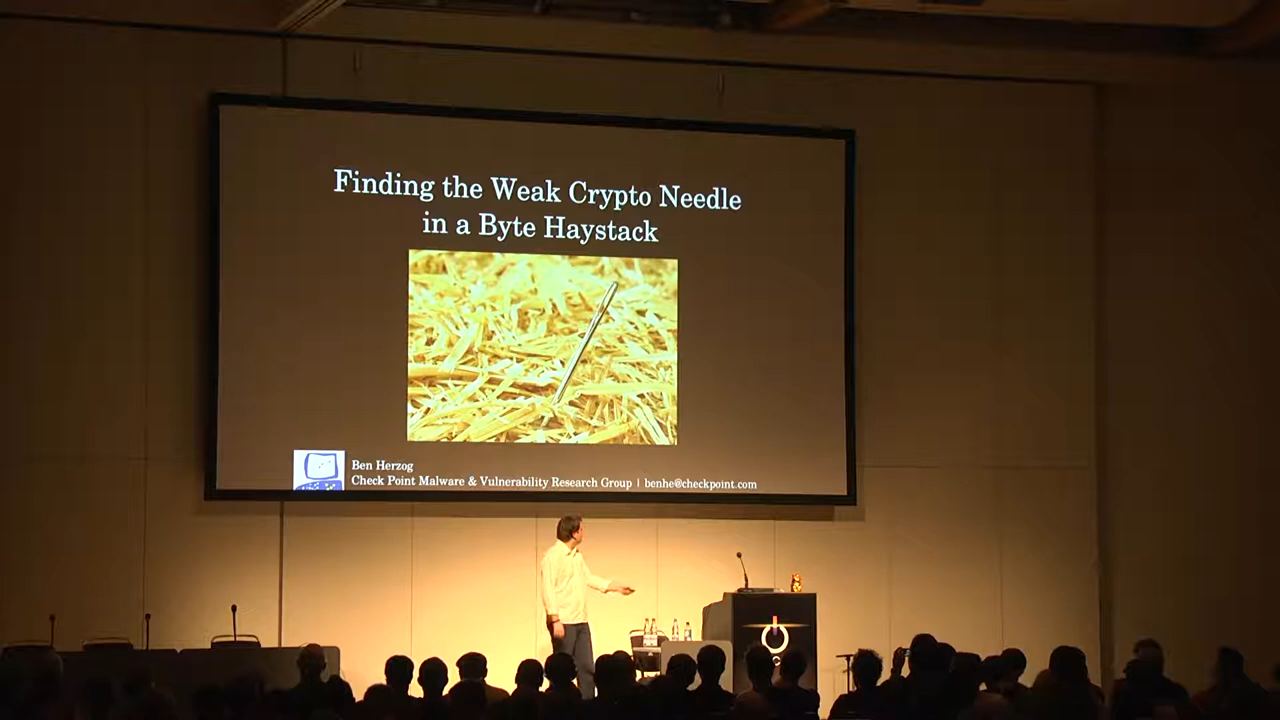 Finding the Weak Crypto Needle
in a Byte Haystack
Ben Herzog
Check Point Malware & Vulnerability Research Group | benhe@checkpoint.com